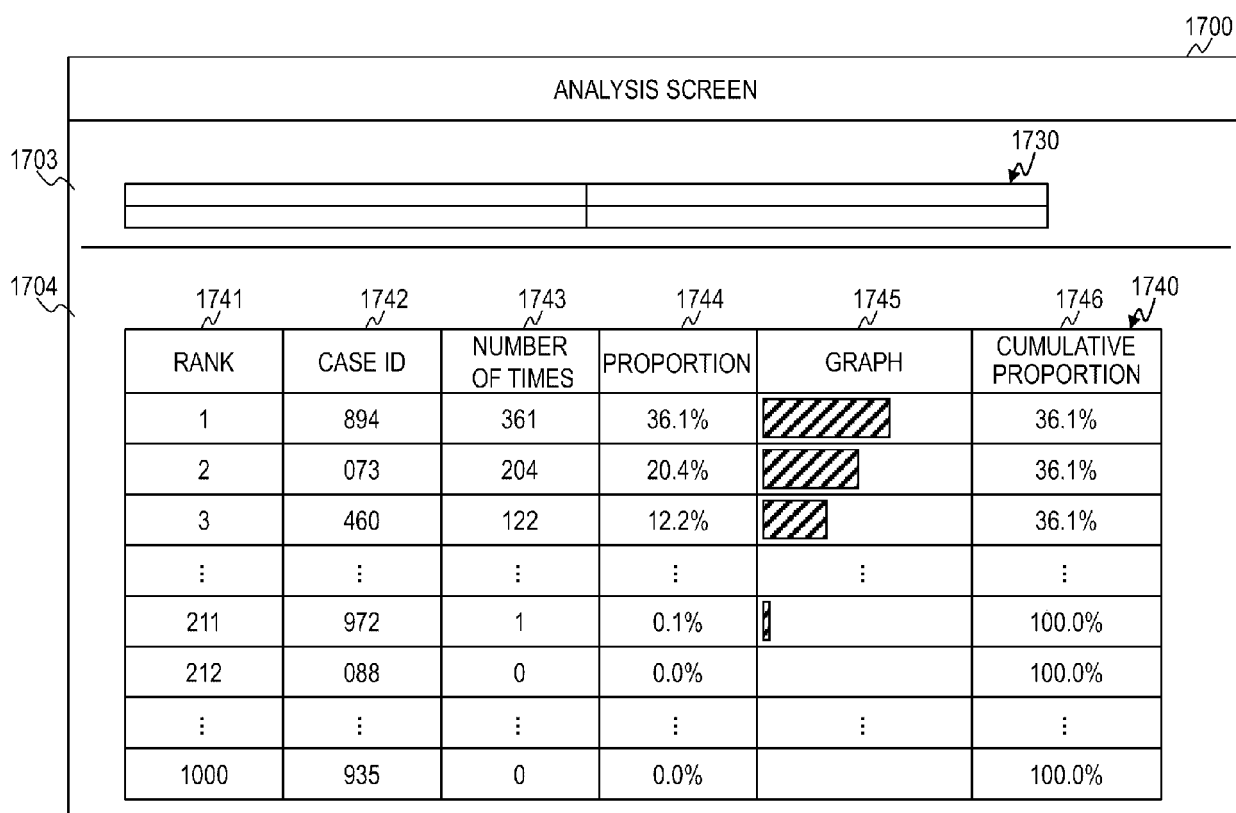 1700
ANALYSIS SCREEN
1703
1730
1704
1741 1742 1743 1744 1745 1746 1740
RANK CASE ID NUMBER OF TIMES PROPORTION GRAPH CUMULATIVE PROPORTION
1 894 361 36.1% 36.1%
2 073 204 20.4% 36.1%
3 460 122 12.2% 36.1%
⋮ ⋮ ⋮ ⋮ ⋮ ⋮
211 972 1 0.1% 100.0%
212 088 0 0.0% 100.0%
⋮ ⋮ ⋮ ⋮ ⋮ ⋮
1000 935 0 0.0% 100.0%